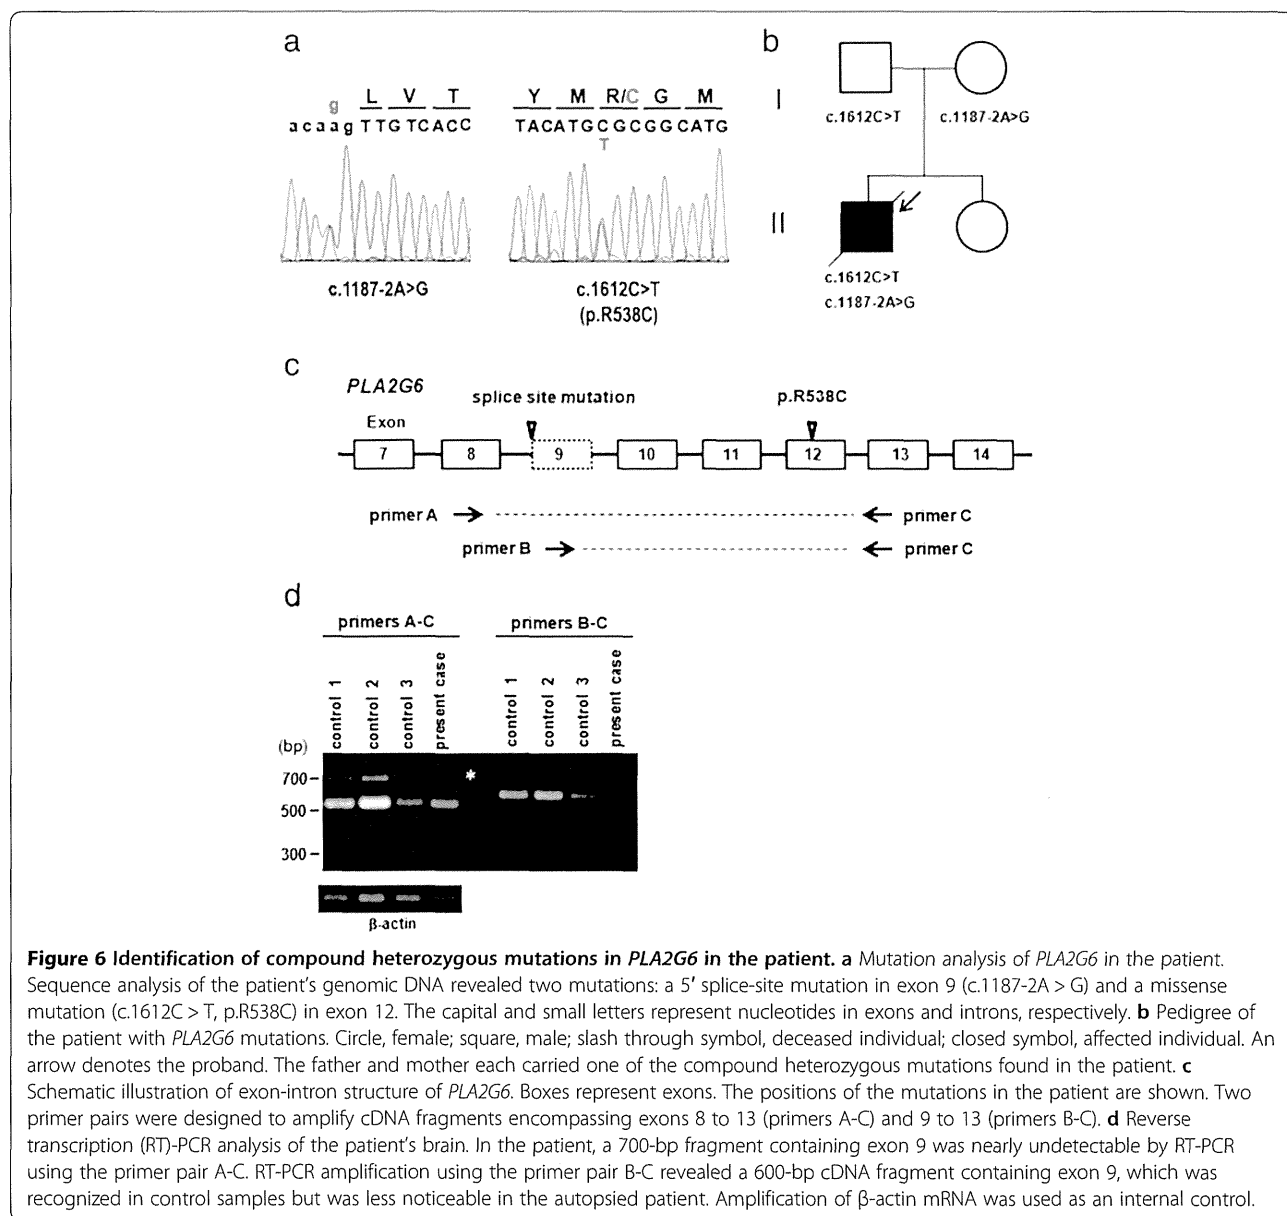 a
g
L V T
a c a a g T T G T C A C C
c.1187-2A>G
Y M R/C G M
T A C A T G C G C G G C A T G
T
c.1612C>T
(p.R538C)
b
I
c.1612C>T c.1187-2A>G
II
c.1612C>T
c.1187-2A>G
c
PLA2G6
splice site mutation p.R538C
Exon
7 8 9 10 11 12 13 14
primer A primer C
primer B primer C
d
primers A-C primers B-C
control 1 control 2 control 3 present case control 1 control 2 control 3 present case
(bp)
700 *
500
300
β-actin
Figure 6 Identification of compound heterozygous mutations in PLA2G6 in the patient. a Mutation analysis of PLA2G6 in the patient.
Sequence analysis of the patient's genomic DNA revealed two mutations: a 5′ splice-site mutation in exon 9 (c.1187-2A > G) and a missense
mutation (c.1612C > T, p.R538C) in exon 12. The capital and small letters represent nucleotides in exons and introns, respectively. b Pedigree of
the patient with PLA2G6 mutations. Circle, female; square, male; slash through symbol, deceased individual; closed symbol, affected individual. An
arrow denotes the proband. The father and mother each carried one of the compound heterozygous mutations found in the patient. c
Schematic illustration of exon-intron structure of PLA2G6. Boxes represent exons. The positions of the mutations in the patient are shown. Two
primer pairs were designed to amplify cDNA fragments encompassing exons 8 to 13 (primers A-C) and 9 to 13 (primers B-C). d Reverse
transcription (RT)-PCR analysis of the patient's brain. In the patient, a 700-bp fragment containing exon 9 was nearly undetectable by RT-PCR
using the primer pair A-C. RT-PCR amplification using the primer pair B-C revealed a 600-bp cDNA fragment containing exon 9, which was
recognized in control samples but was less noticeable in the autopsied patient. Amplification of β-actin mRNA was used as an internal control.